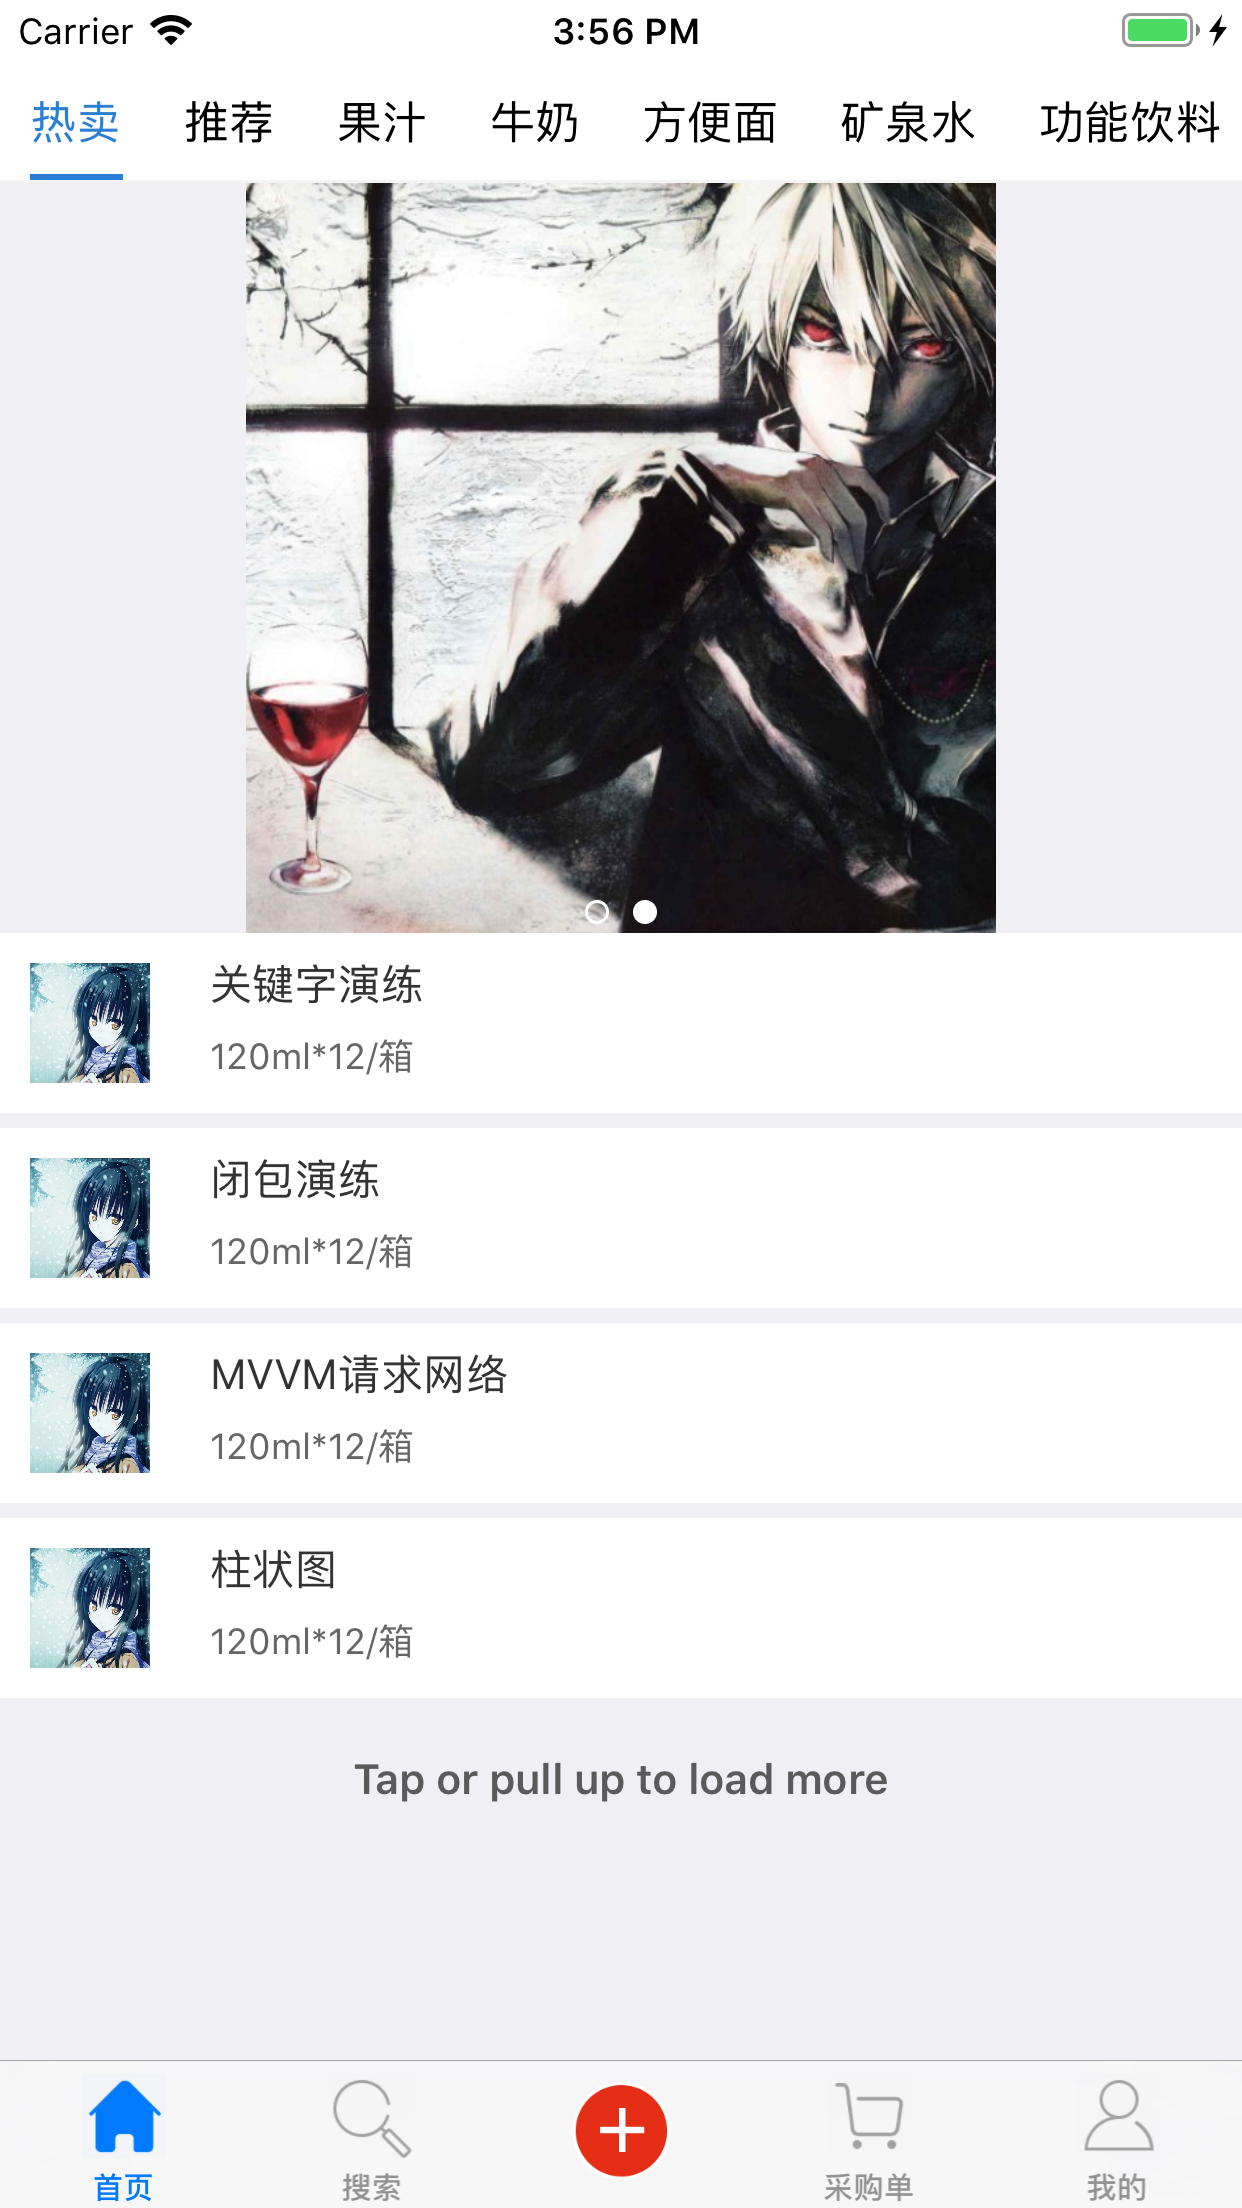 Carrier 3:56 PM
热卖 推荐 果汁 牛奶 方便面 矿泉水 功能饮料
关键字演练
120ml*12/箱
闭包演练
120ml*12/箱
MVVM请求网络
120ml*12/箱
柱状图
120ml*12/箱
Tap or pull up to load more
首页 搜索 采购单 我的